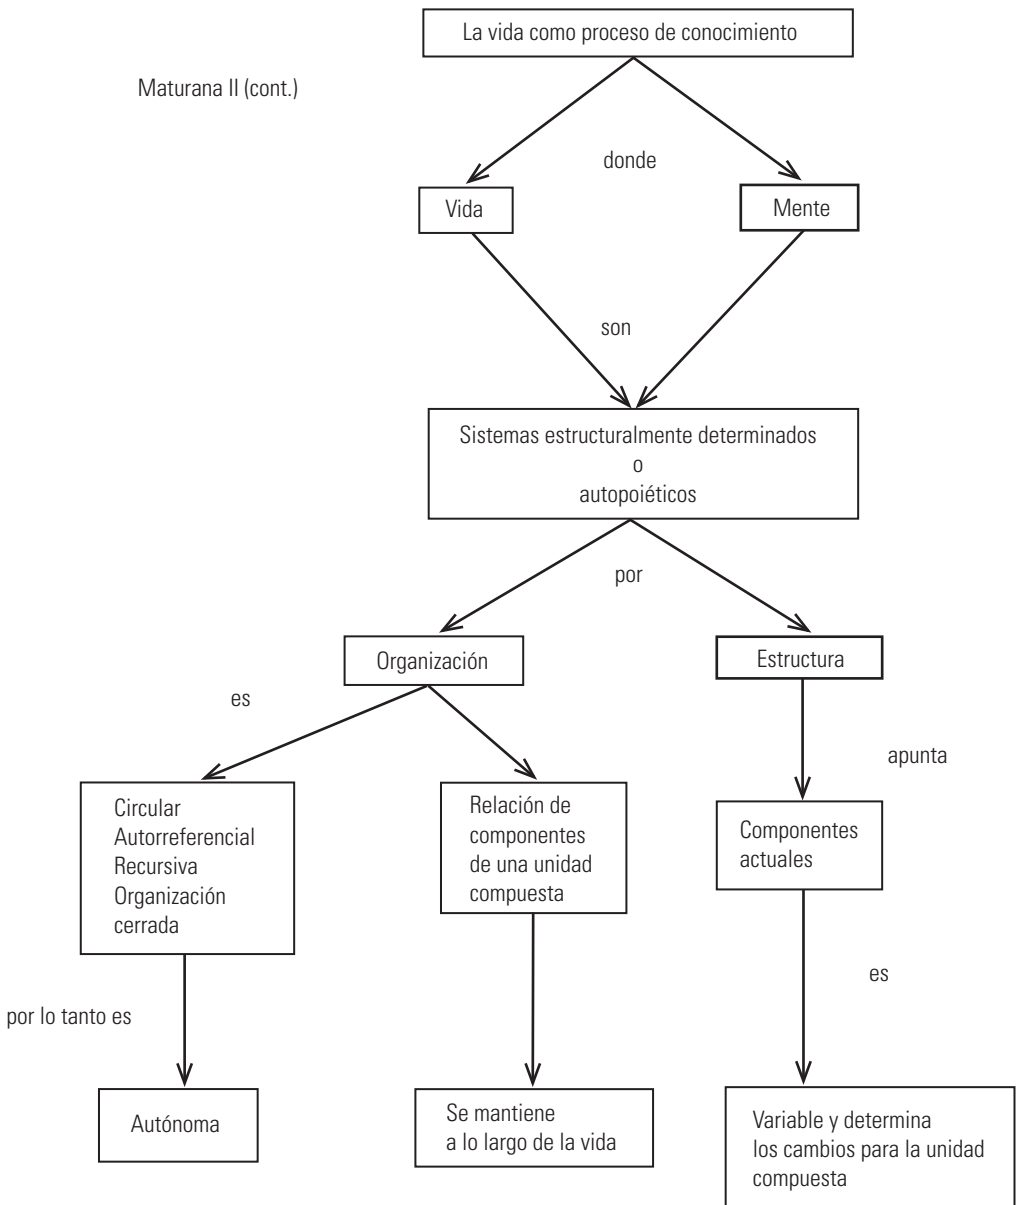 La vida como proceso de conocimiento
Maturana II (cont.)
donde
Vida
Mente
son
Sistemas estructuralmente determinados
o
autopoiéticos
por
Organización
Estructura
es
apunta
Circular
Autorreferencial
Recursiva
Organización
cerrada
Relación de
componentes
de una unidad
compuesta
Componentes
actuales
es
por lo tanto es
Autónoma
Se mantiene
a lo largo de la vida
Variable y determina
los cambios para la unidad
compuesta